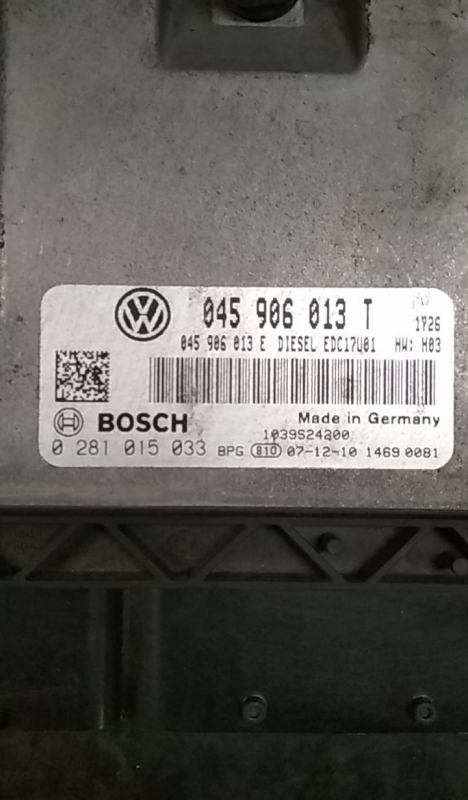 045 906 013 T 1726
045 906 013 E DIESEL EDC17U01 HW: H03
BOSCH Made in Germany
1039S24200
0 281 015 033 BPG 810 07-12-10 1469 0081